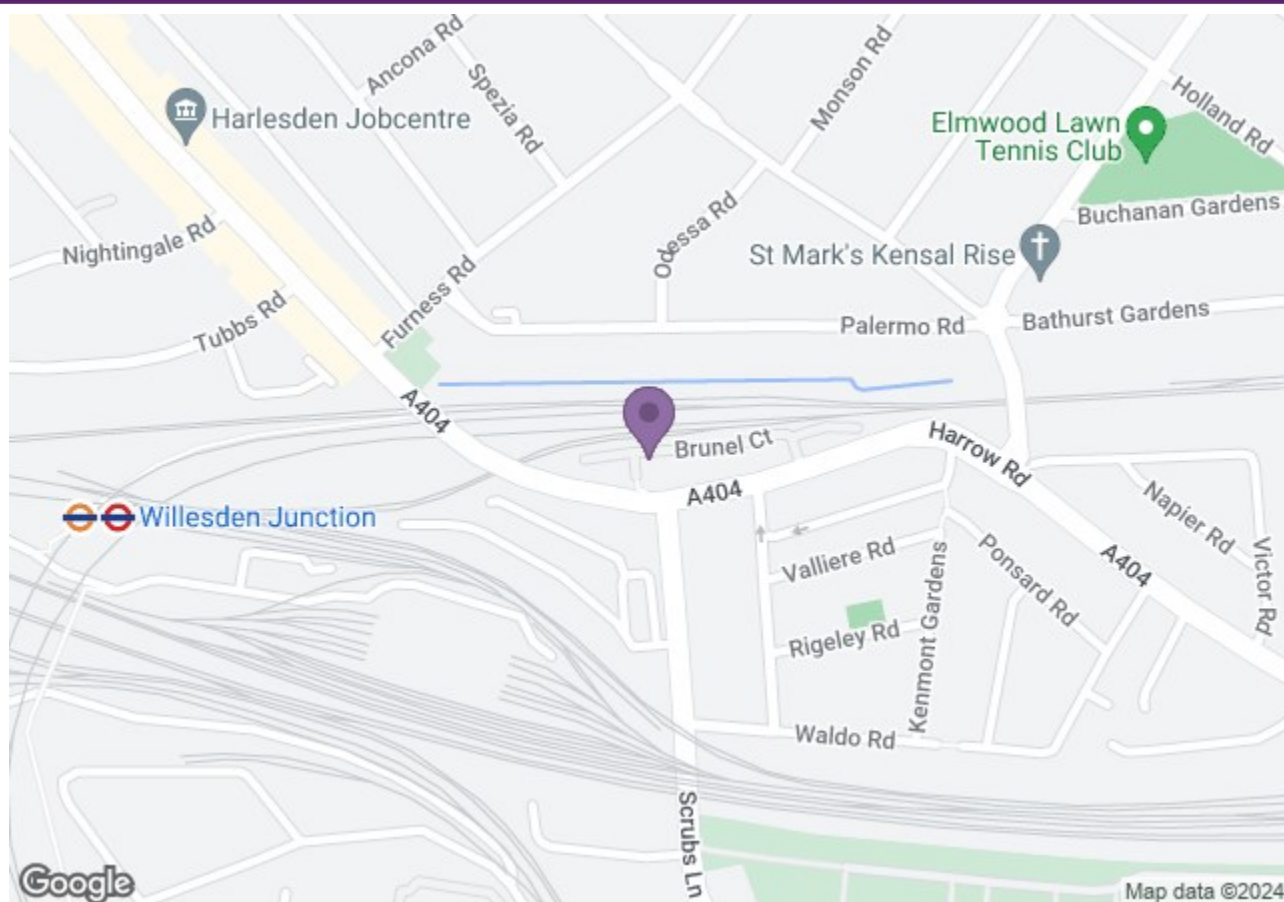 Ancona Rd
Spezia Rd
Monson Rd
Holland Rd
Harlesden Jobcentre
Elmwood Lawn
Tennis Club
Buchanan Gardens
Nightingale Rd
Odessa Rd
St Mark's Kensal Rise
Furness Rd
Tubbs Rd
Palermo Rd
Bathurst Gardens
A404
Brunel Ct
Harrow Rd
A404
Willesden Junction
Napier Rd
Valliere Rd
Ponsard Rd
A404
Victor Rd
Rigeley Rd
Kenmont Gardens
Waldo Rd
Scrubs Ln
Google
Map data ©2024